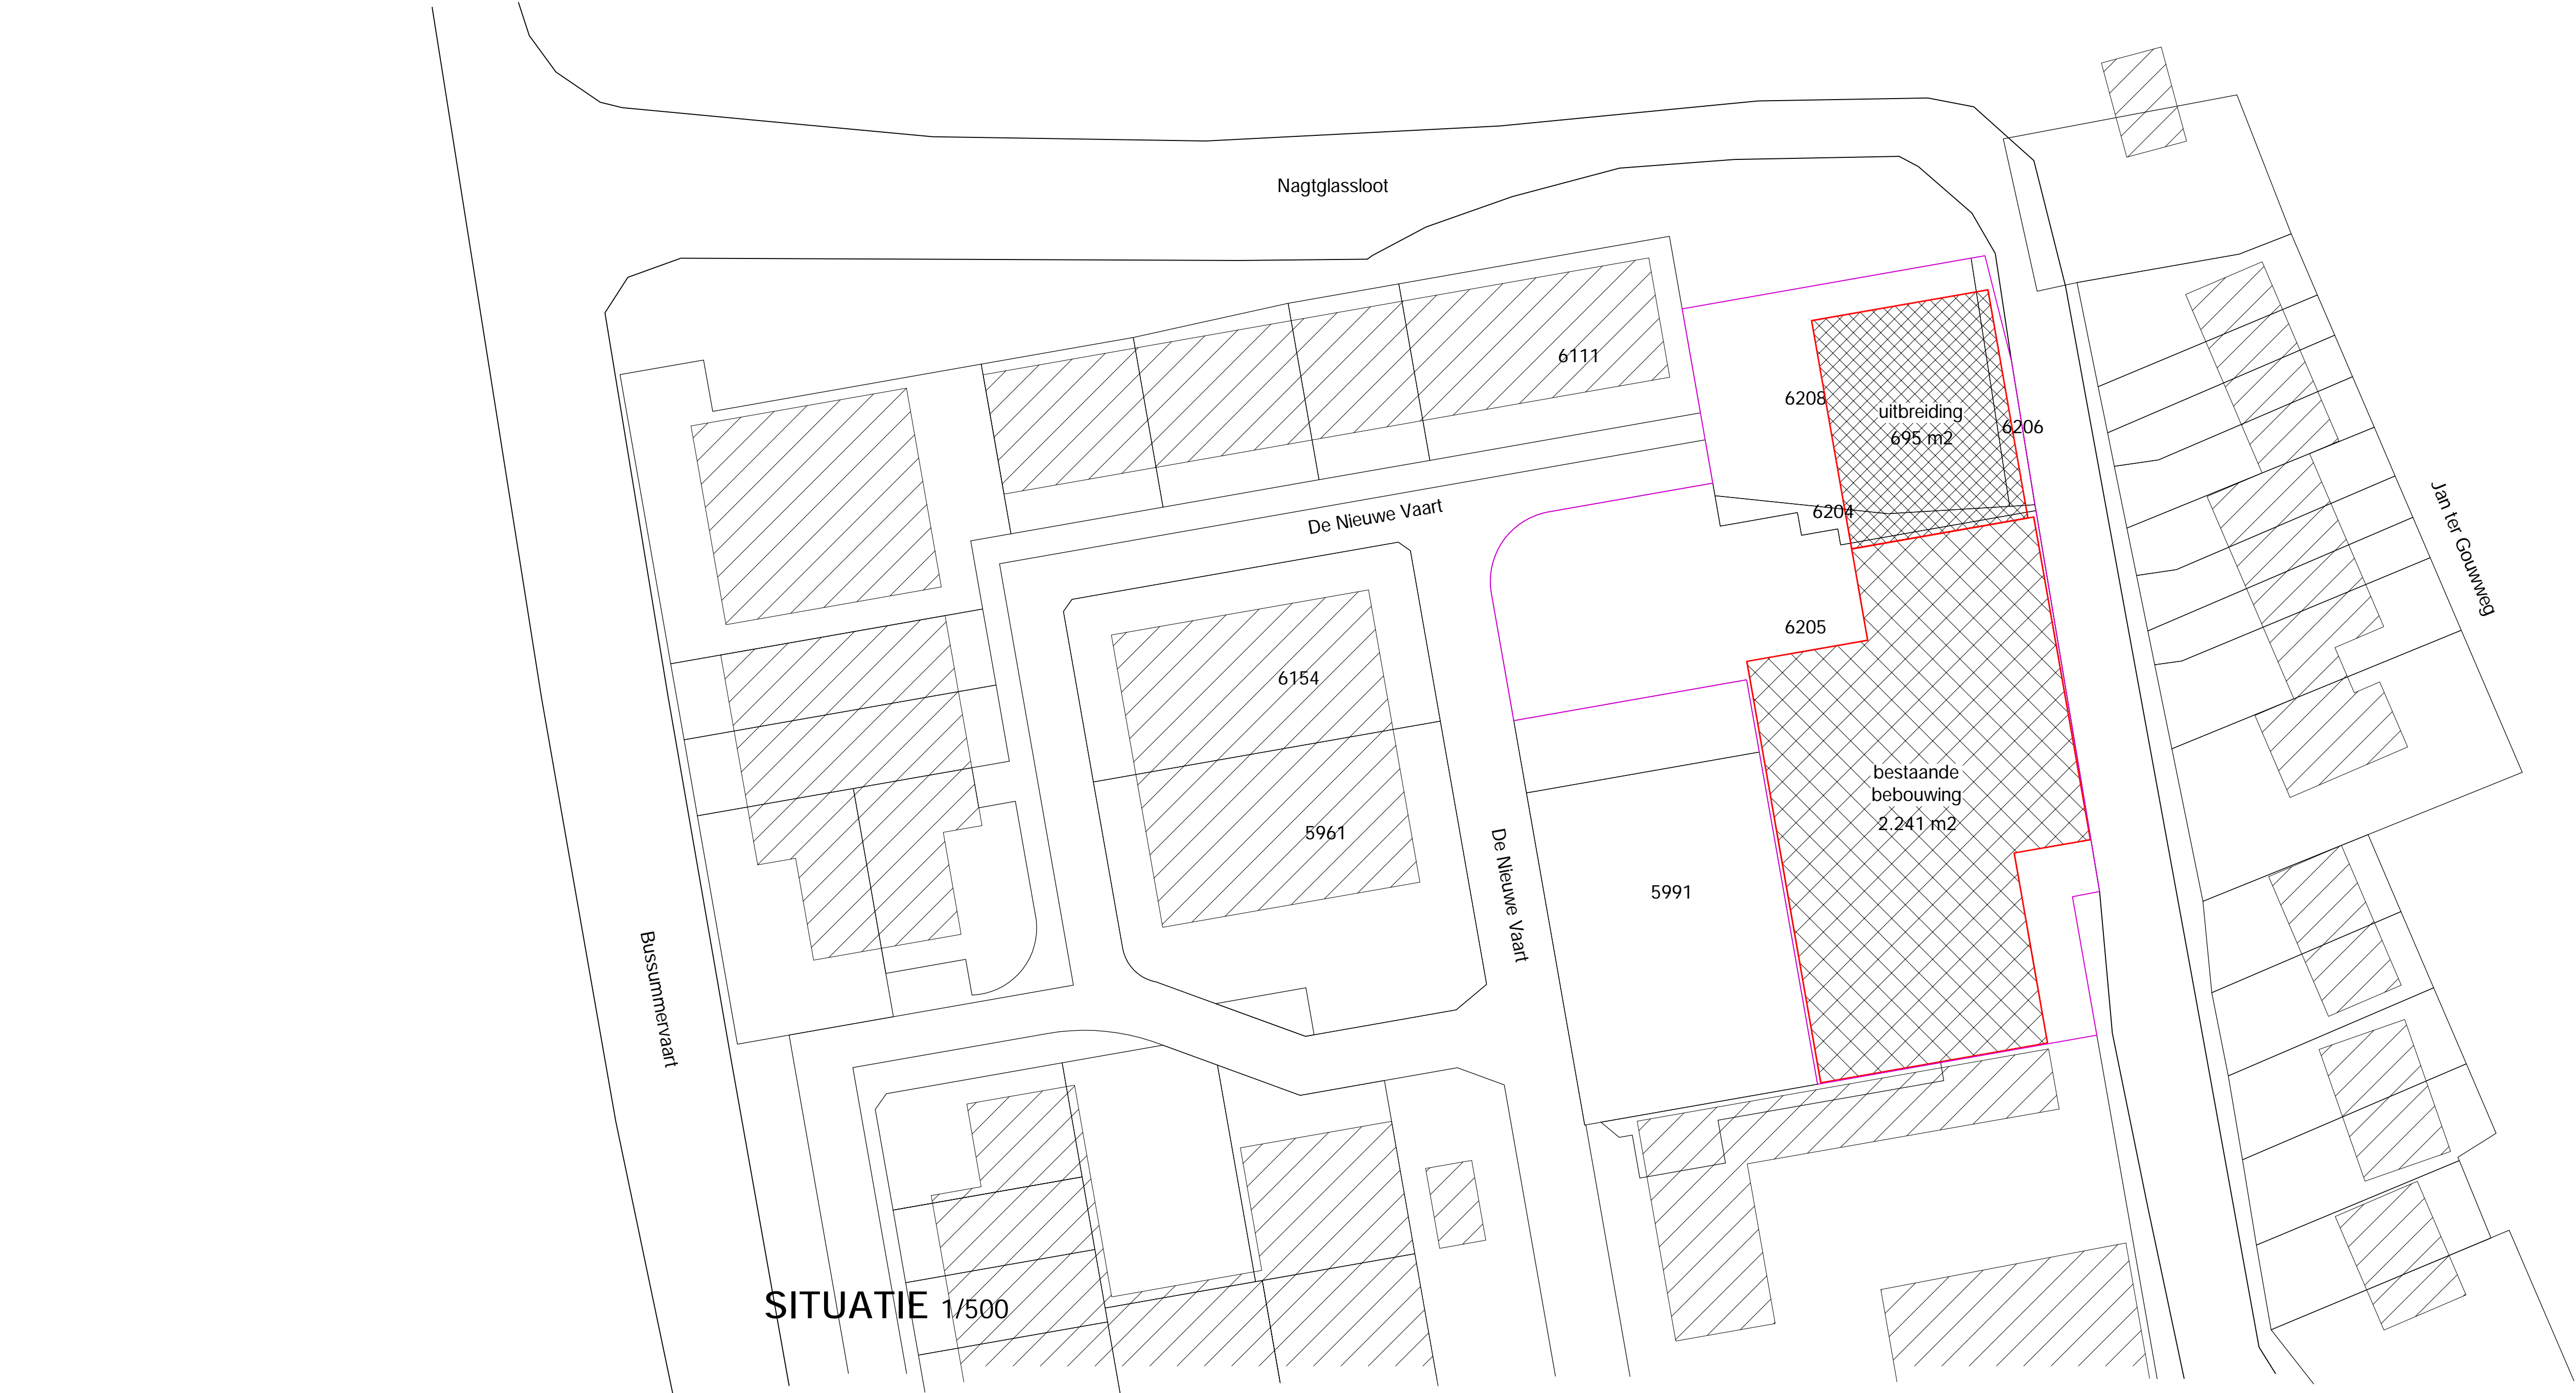 Nagtglassloot
6111
6208
uitbreiding
695 m2
6206
De Nieuwe Vaart
6204
Jan ter Gouwweg
6205
6154
bestaande
bebouwing
2.241 m2
5961
De Nieuwe Vaart
5991
Bussummervaart
SITUATIE 1/500